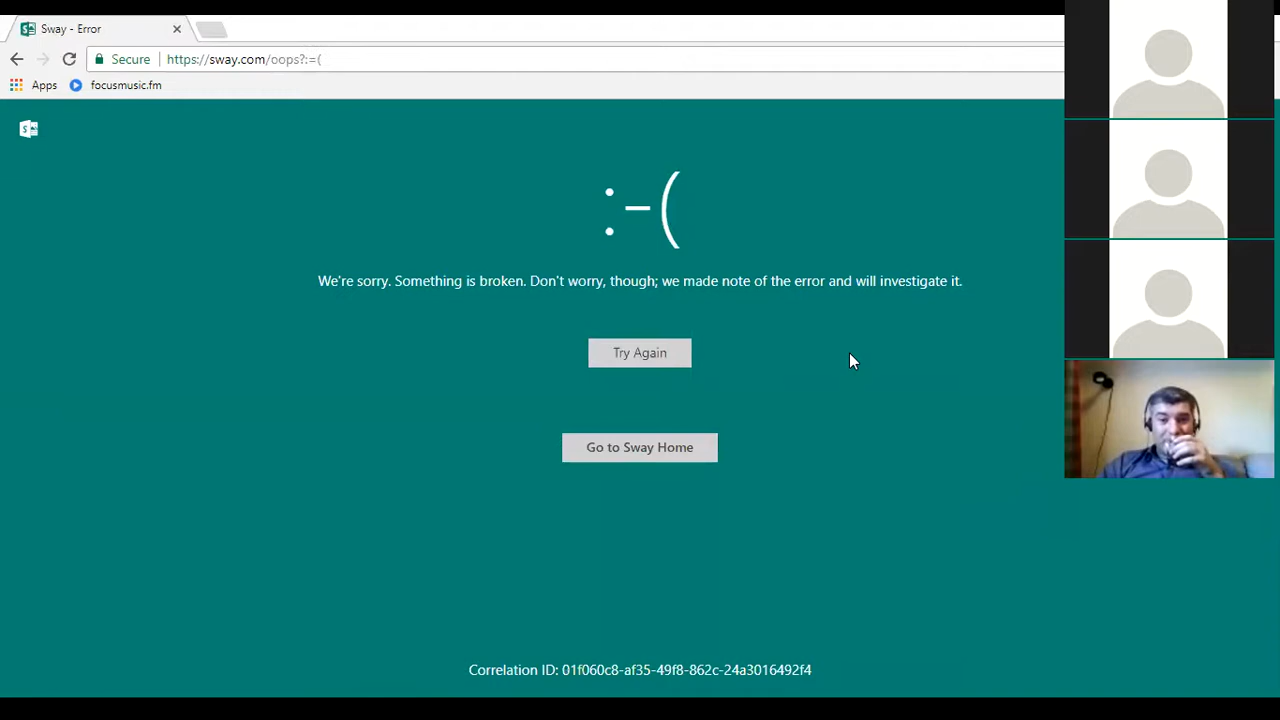 Sway - Error
Secure https://sway.com/oops?:=(
Apps focusmusic.fm
S
:-(
We're sorry. Something is broken. Don't worry, though; we made note of the error and will investigate it.
Try Again
Go to Sway Home
Correlation ID: 01f060c8-af35-49f8-862c-24a3016492f4